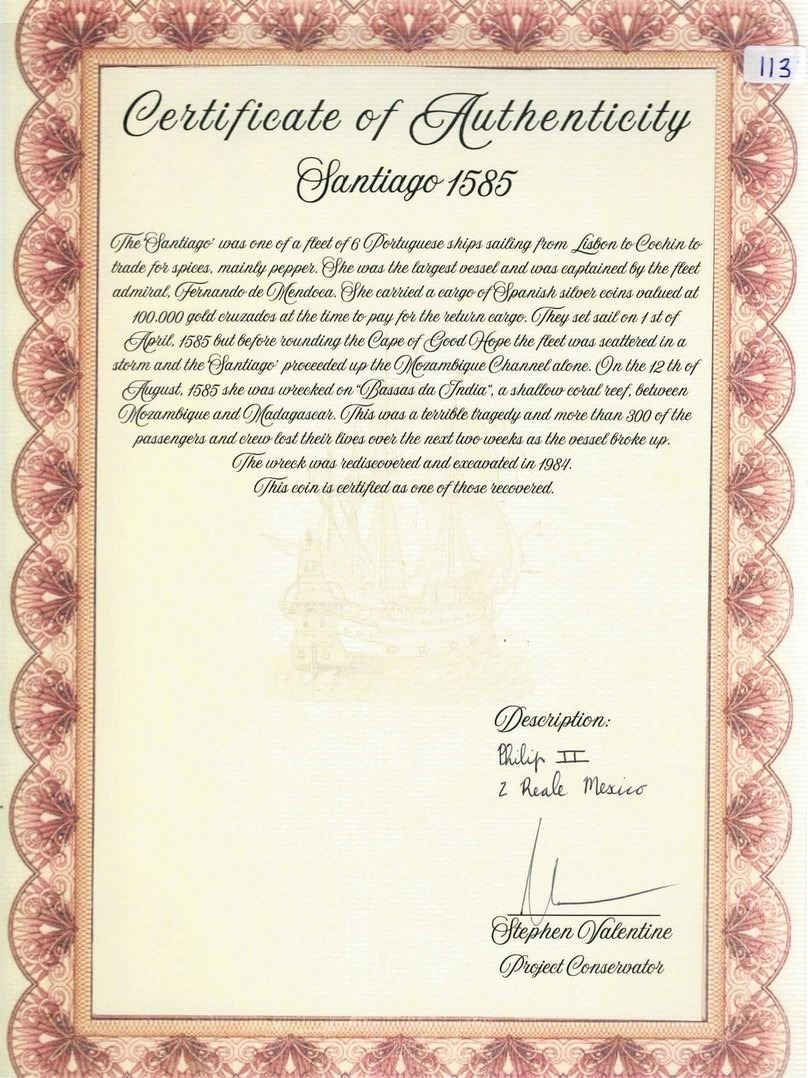 113
Certificate of Authenticity
Santiago 1585
The 'Santiago' was one of a fleet of 6 Portuguese ships sailing from Lisbon to Cochin to
trade for spices, mainly pepper. She was the largest vessel and was captained by the fleet
admiral, Fernando de Mendoca. She carried a cargo of Spanish silver coins valued at
100.000 gold cruzados at the time to pay for the return cargo. They set sail on 1 st of
April, 1585 but before rounding the Cape of Good Hope the fleet was scattered in a
storm and the 'Santiago' proceeded up the Mozambique Channel alone. On the 12 th of
August, 1585 she was wrecked on "Bassas da India", a shallow coral reef, between
Mozambique and Madagascar. This was a terrible tragedy and more than 300 of the
passengers and crew lost their lives over the next two weeks as the vessel broke up.
The wreck was rediscovered and excavated in 1984.
This coin is certified as one of those recovered.
Description:
Philip II
2 Reale Mexico
Stephen Valentine
Project Conservator